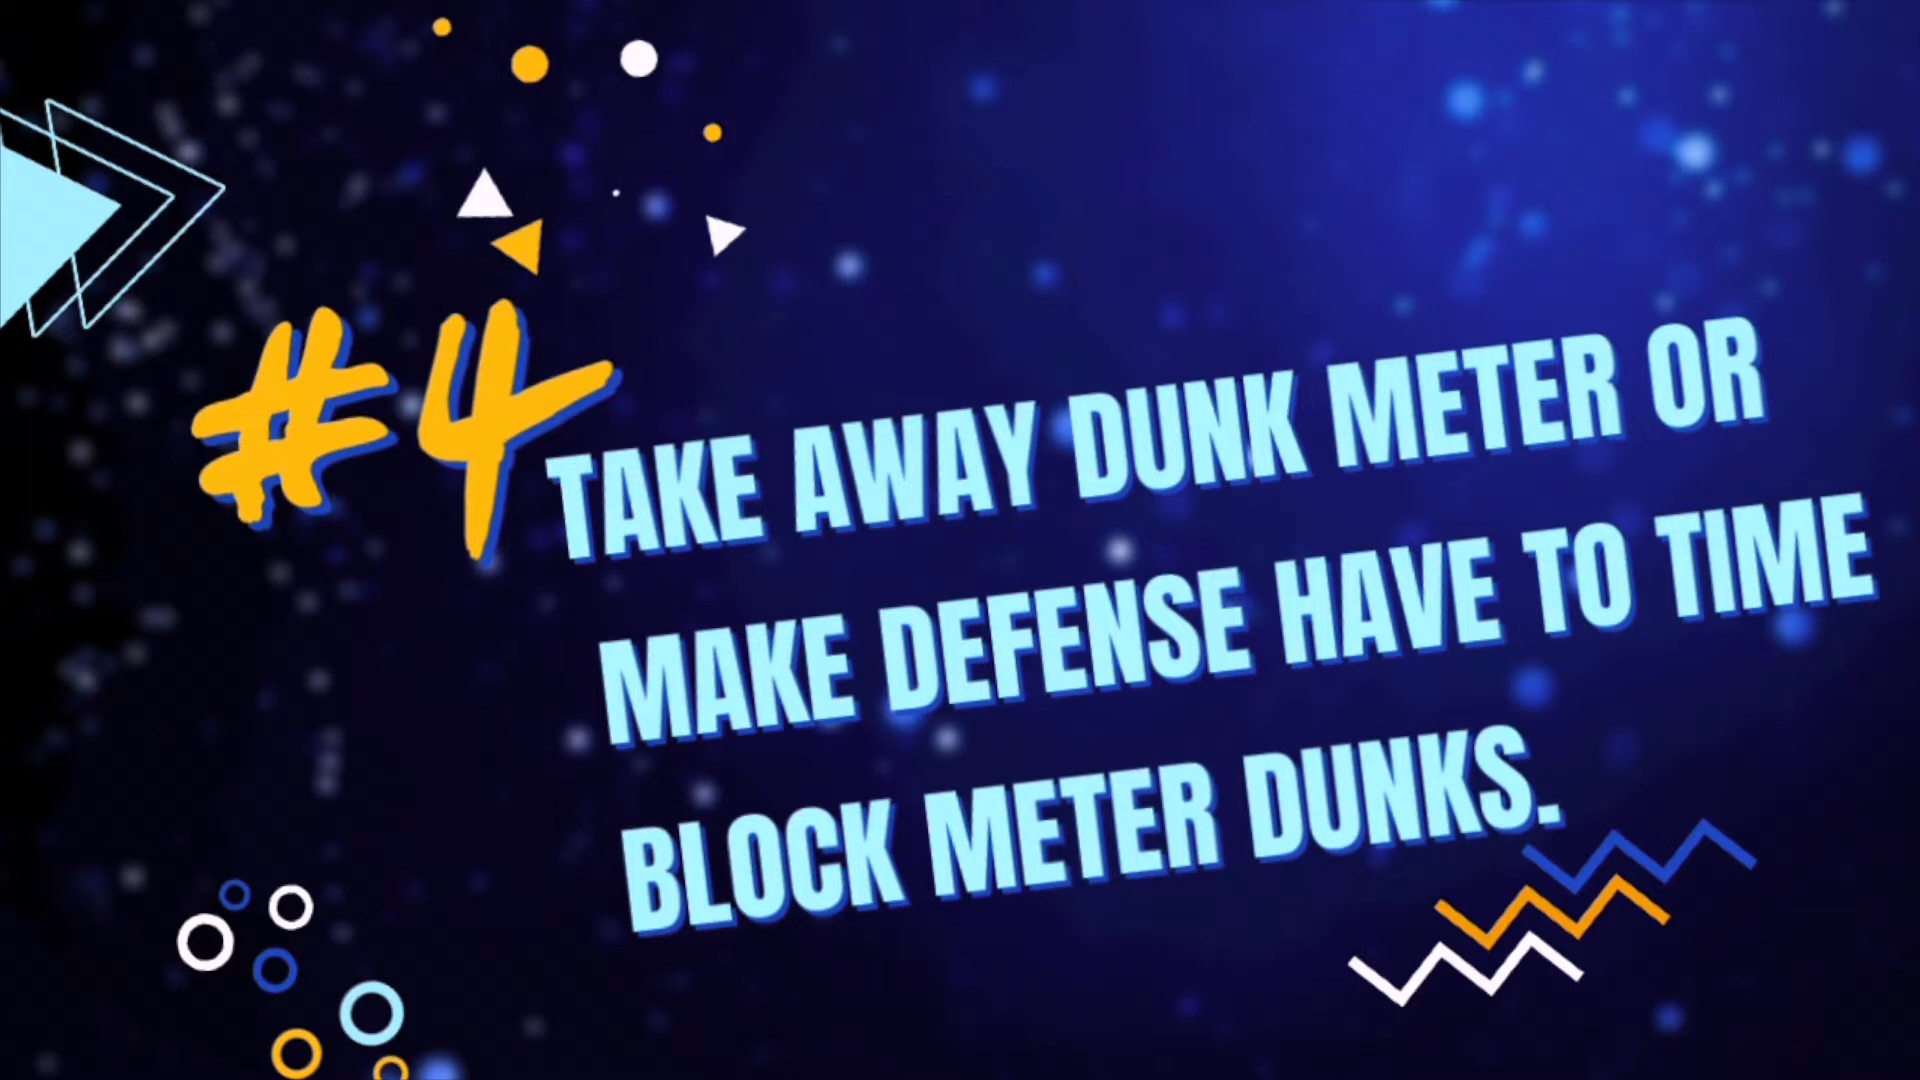 #4
TAKE AWAY DUNK METER OR
MAKE DEFENSE HAVE TO TIME
BLOCK METER DUNKS.